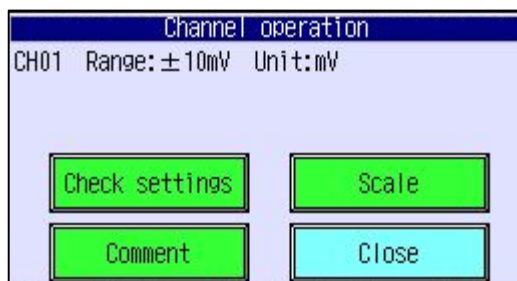 Channel operation
CH01 Range:±10mV Unit:mV
Check settings
Scale
Comment
Close